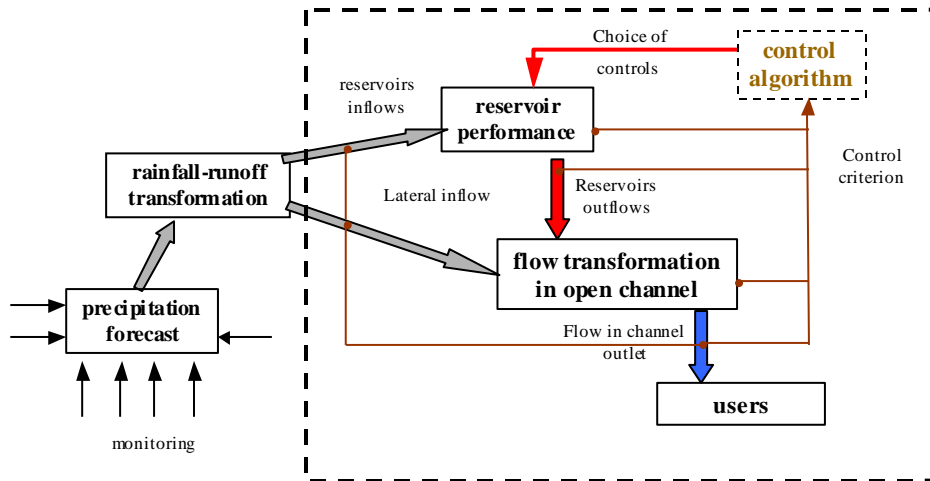 Choice of
controls
control
algorithm
reservoirs
inflows
reservoir
performance
Control
criterion
rainfall-runoff
transformation
Lateral inflow
Reservoirs
outflows
flow transformation
in open channel
precipitation
forecast
Flow in channel
outlet
users
monitoring